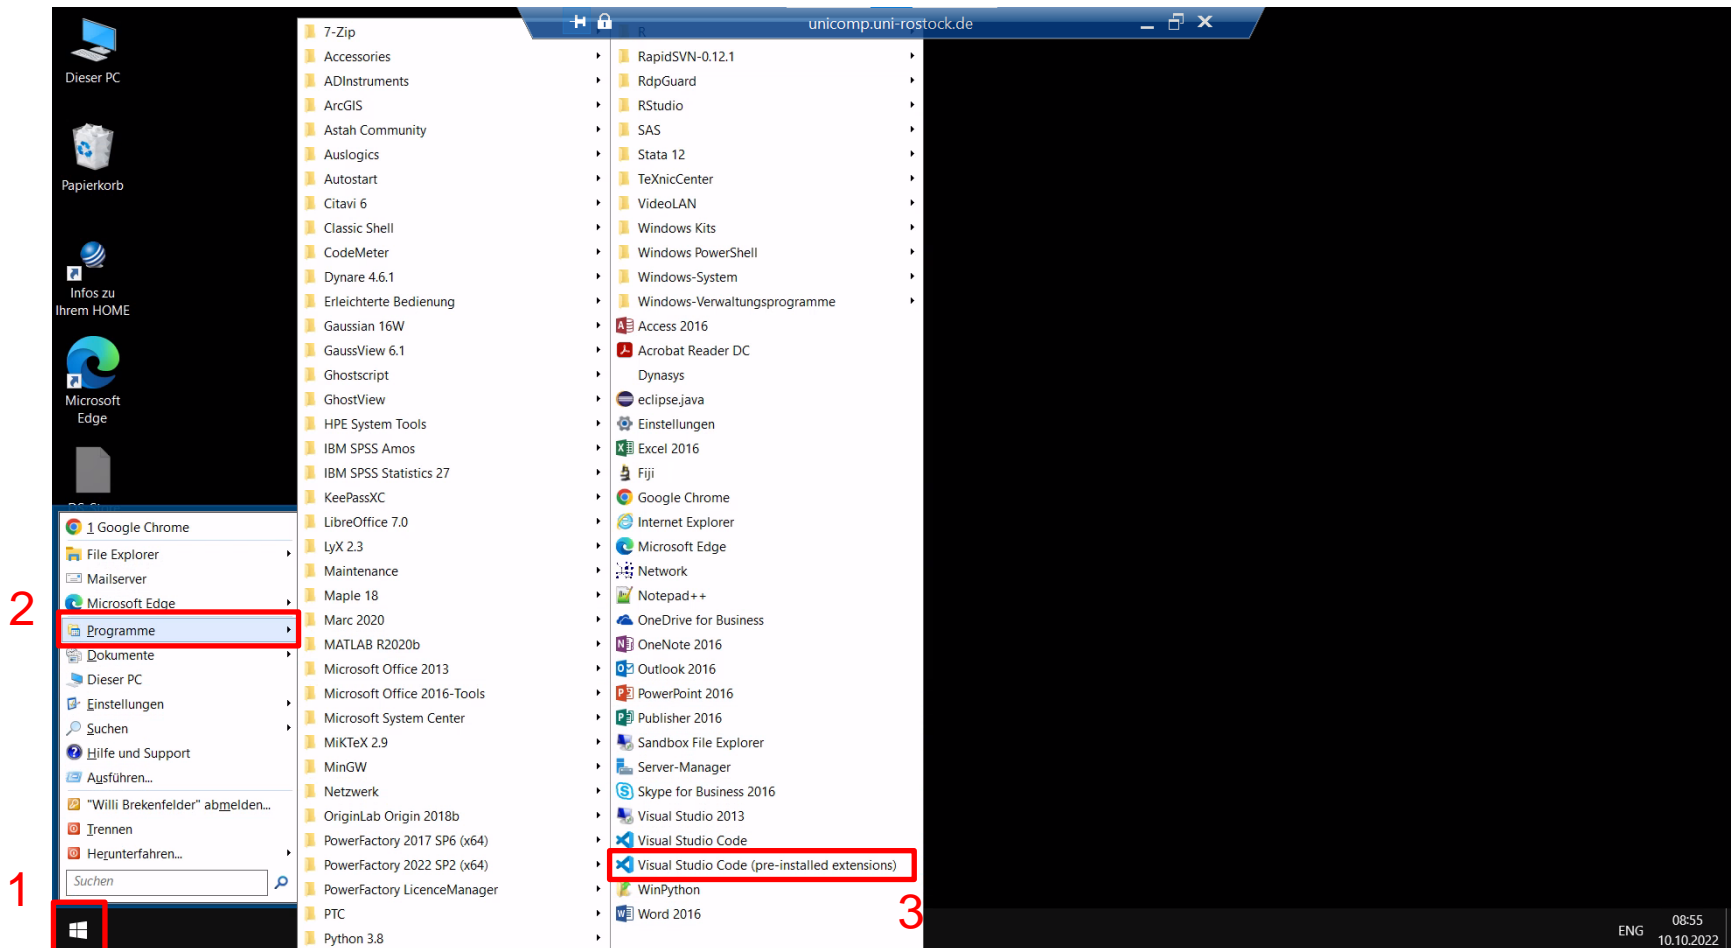 unicomp.uni-rostock.de
Dieser PC
Papierkorb
Infos zu
Ihrem HOME
Microsoft
Edge
1 Google Chrome
File Explorer
Mailserver
Microsoft Edge
2
Programme
Dokumente
Dieser PC
Einstellungen
Suchen
Hilfe und Support
Ausführen...
"Willi Brekenfelder" abmelden...
Trennen
Herunterfahren...
Suchen
1
7-Zip
Accessories
ADInstruments
ArcGIS
Astah Community
Auslogics
Autostart
Citavi 6
Classic Shell
CodeMeter
Dynare 4.6.1
Erleichterte Bedienung
Gaussian 16W
GaussView 6.1
Ghostscript
GhostView
HPE System Tools
IBM SPSS Amos
IBM SPSS Statistics 27
KeePassXC
LibreOffice 7.0
LyX 2.3
Maintenance
Maple 18
Marc 2020
MATLAB R2020b
Microsoft Office 2013
Microsoft Office 2016-Tools
Microsoft System Center
MiKTeX 2.9
MinGW
Netzwerk
OriginLab Origin 2018b
PowerFactory 2017 SP6 (x64)
PowerFactory 2022 SP2 (x64)
PowerFactory LicenceManager
PTC
Python 3.8
R
RapidSVN-0.12.1
RdpGuard
RStudio
SAS
Stata 12
TeXnicCenter
VideoLAN
Windows Kits
Windows PowerShell
Windows-System
Windows-Verwaltungsprogramme
Access 2016
Acrobat Reader DC
Dynasys
eclipse.java
Einstellungen
Excel 2016
Fiji
Google Chrome
Internet Explorer
Microsoft Edge
Network
Notepad++
OneDrive for Business
OneNote 2016
Outlook 2016
PowerPoint 2016
Publisher 2016
Sandbox File Explorer
Server-Manager
Skype for Business 2016
Visual Studio 2013
Visual Studio Code
Visual Studio Code (pre-installed extensions)
WinPython
Word 2016
3
ENG
08:55
10.10.2022